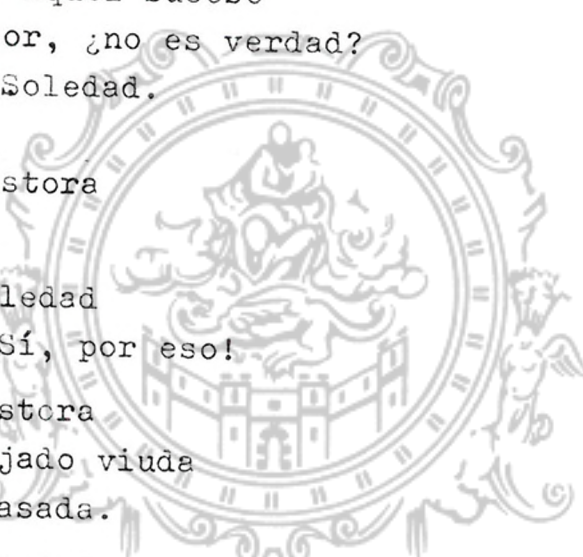 or, ¿no es verdad?
Soledad.
stora
ledad
Sí, por eso!
stora
jado viuda
asada.